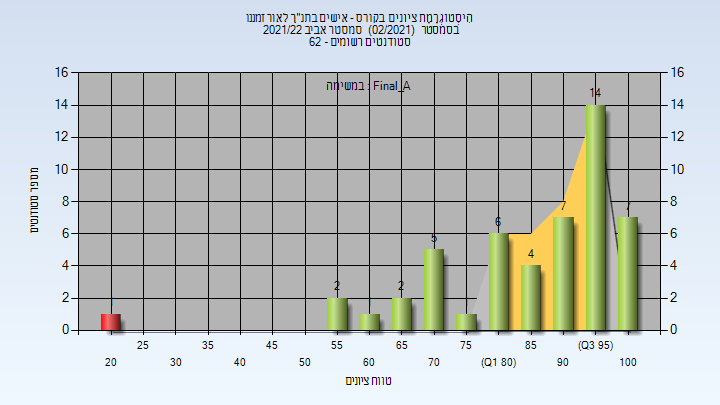 היסטוגרמת ציונים בקורס - אישים בתנ"ך לאור זמננו
בסמסטר (02/2021) סמסטר אביב 2021/22
סטודנטים רשומים - 62
במשימה : Final_A
מספר סטודנטים
16 16
14 14
12 12
10 10
8 8
6 6
4 4
2 2
0 0
2 2 5 6 4 7 14 7
25 35 45 55 65 75 85 (Q3 95)
20 30 40 50 60 70 (Q1 80) 90 100
טווח ציונים